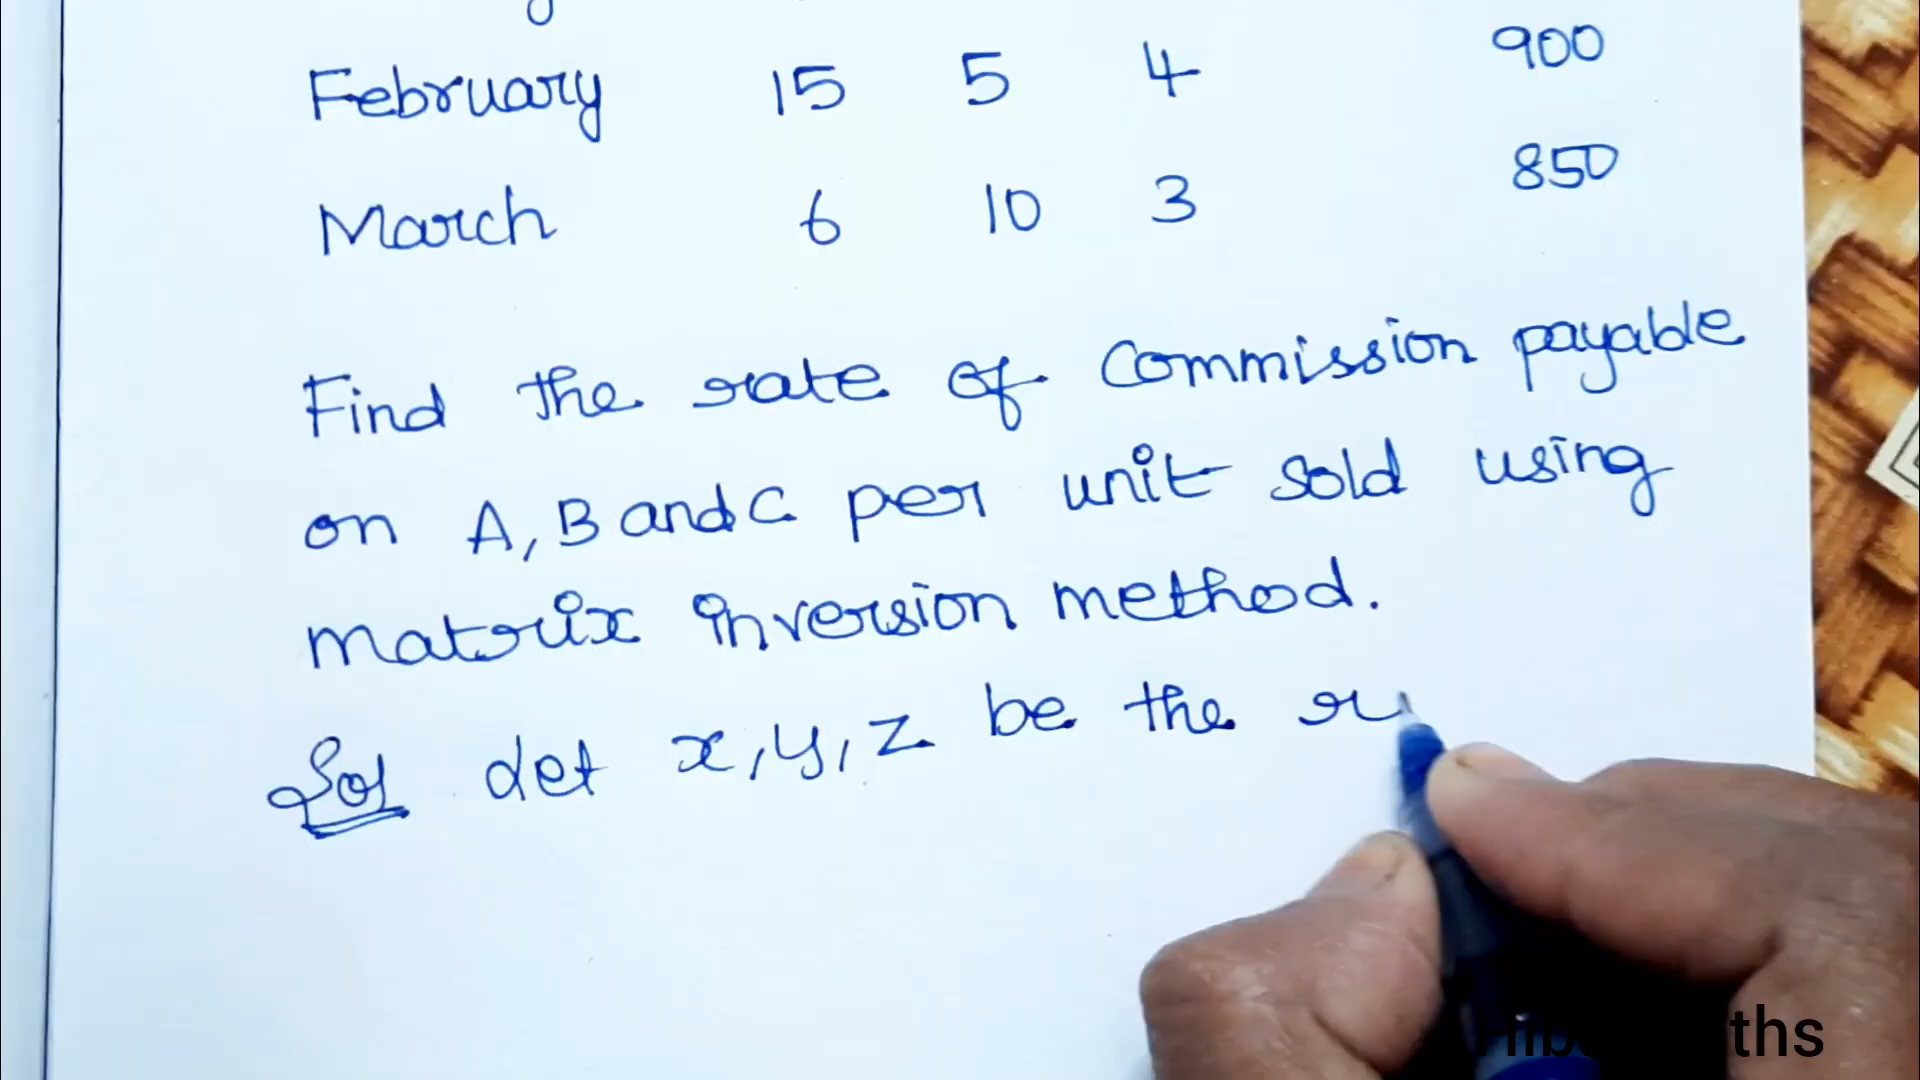 February 15 5 4 900
March 6 10 3 850
Find the rate of Commission payable
on A, B and C per unit sold using
matrix inversion method.
Sol Let x, y, z be the
ths